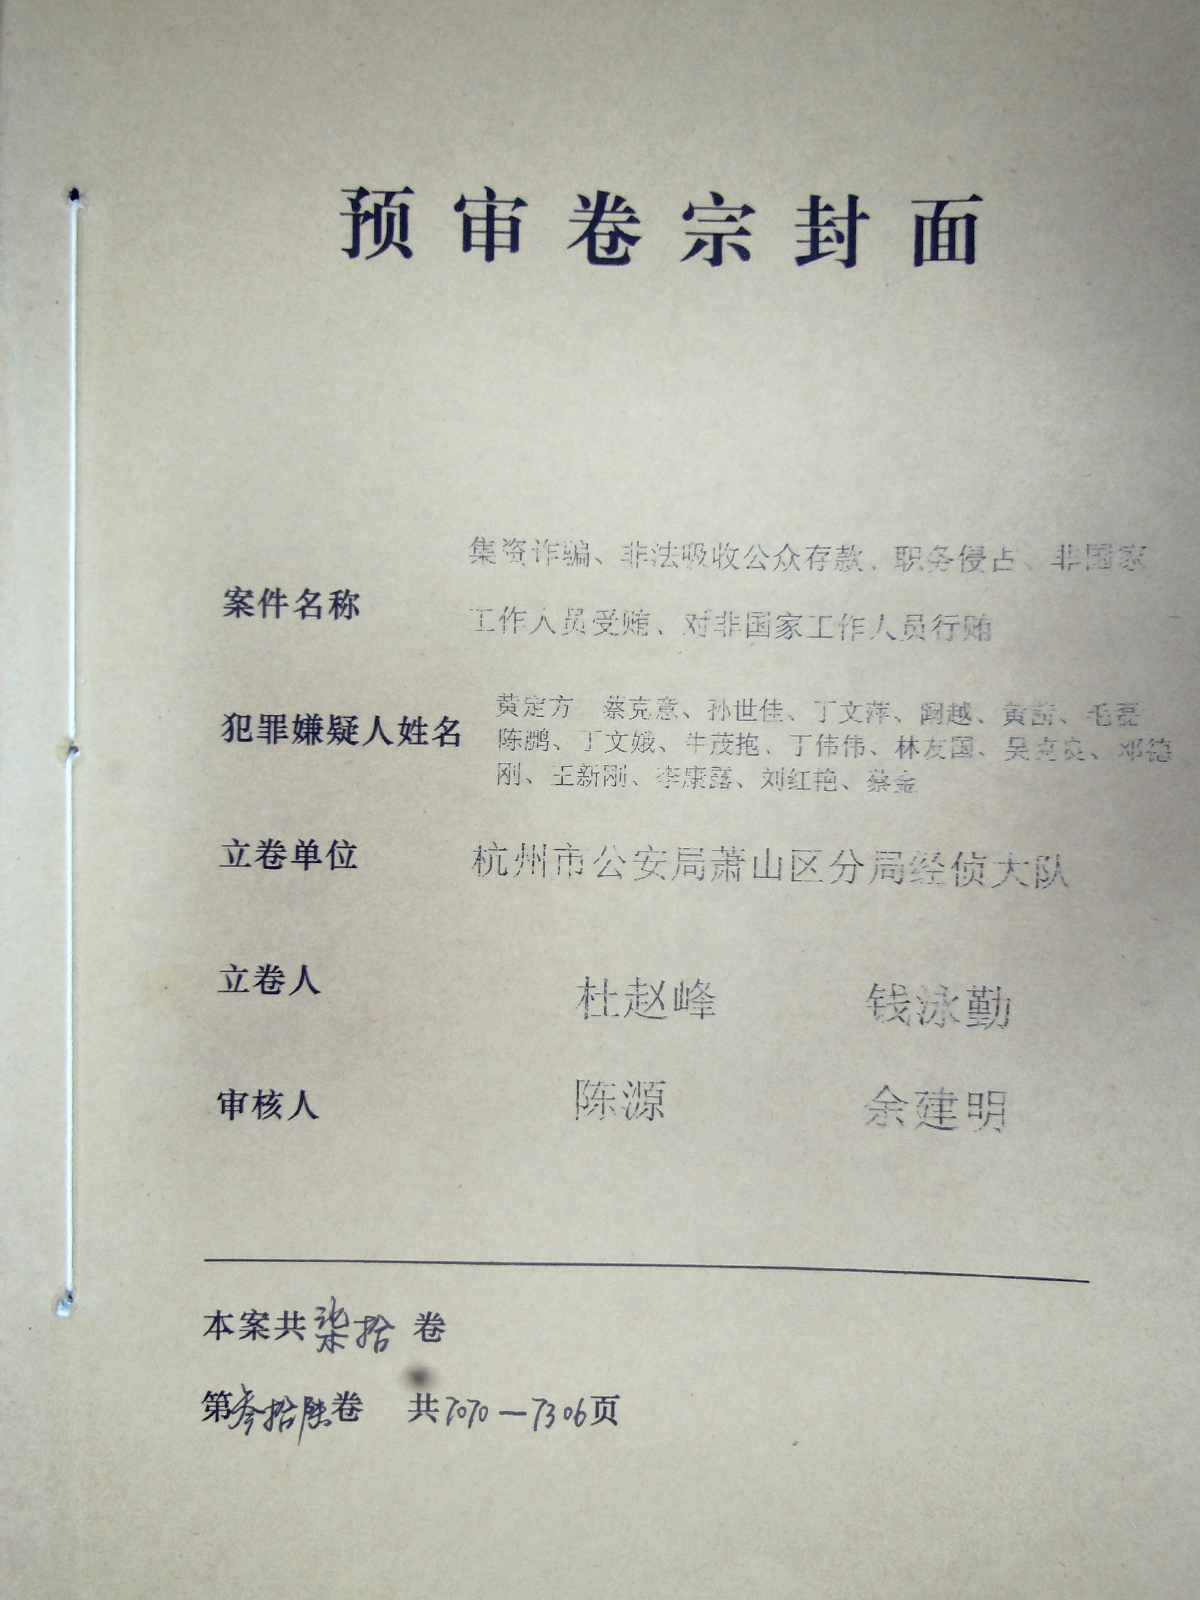 预审卷宗封面
集资诈骗、非法吸收公众存款、职务侵占、非国家
案件名称
工作人员受贿、对非国家工作人员行贿
犯罪嫌疑人姓名
黄定方 蔡克意、孙世佳、丁文萍、阚越、黄茜、毛磊
陈鹏、丁文娥、牛茂抱、丁伟伟、林友国、吴克良、邓德
刚、王新刚、李康露、刘红艳、蔡金
立卷单位 杭州市公安局萧山区分局经侦大队
立卷人 杜赵峰 钱泳勤
审核人 陈源 余建明
本案共柒拾卷
第叁拾陆卷 共7070—7306页